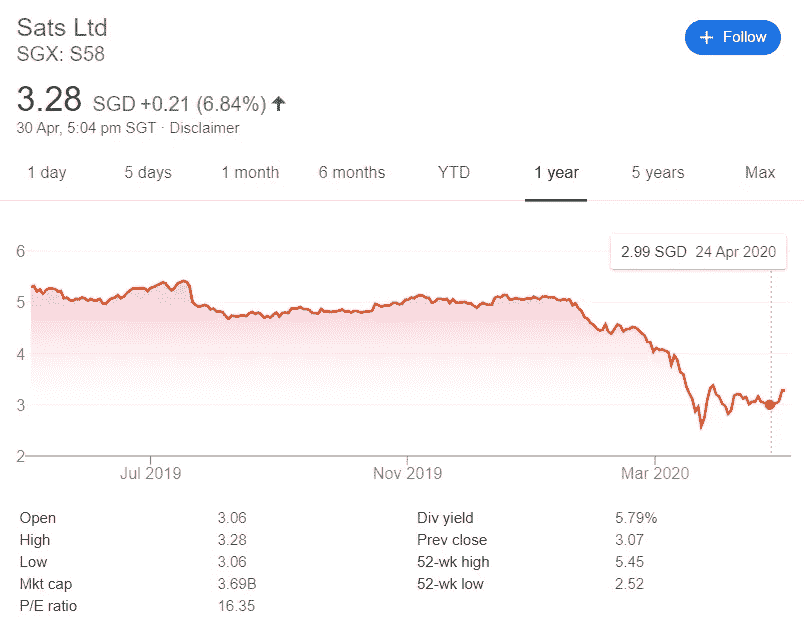 Sats Ltd
SGX: S58
+ Follow
3.28 SGD +0.21 (6.84%) ↑
30 Apr, 5:04 pm SGT · Disclaimer
1 day 5 days 1 month 6 months YTD 1 year 5 years Max
2.99 SGD 24 Apr 2020
6
5
4
3
2
Jul 2019 Nov 2019 Mar 2020
Open 3.06 Div yield 5.79%
High 3.28 Prev close 3.07
Low 3.06 52-wk high 5.45
Mkt cap 3.69B 52-wk low 2.52
P/E ratio 16.35